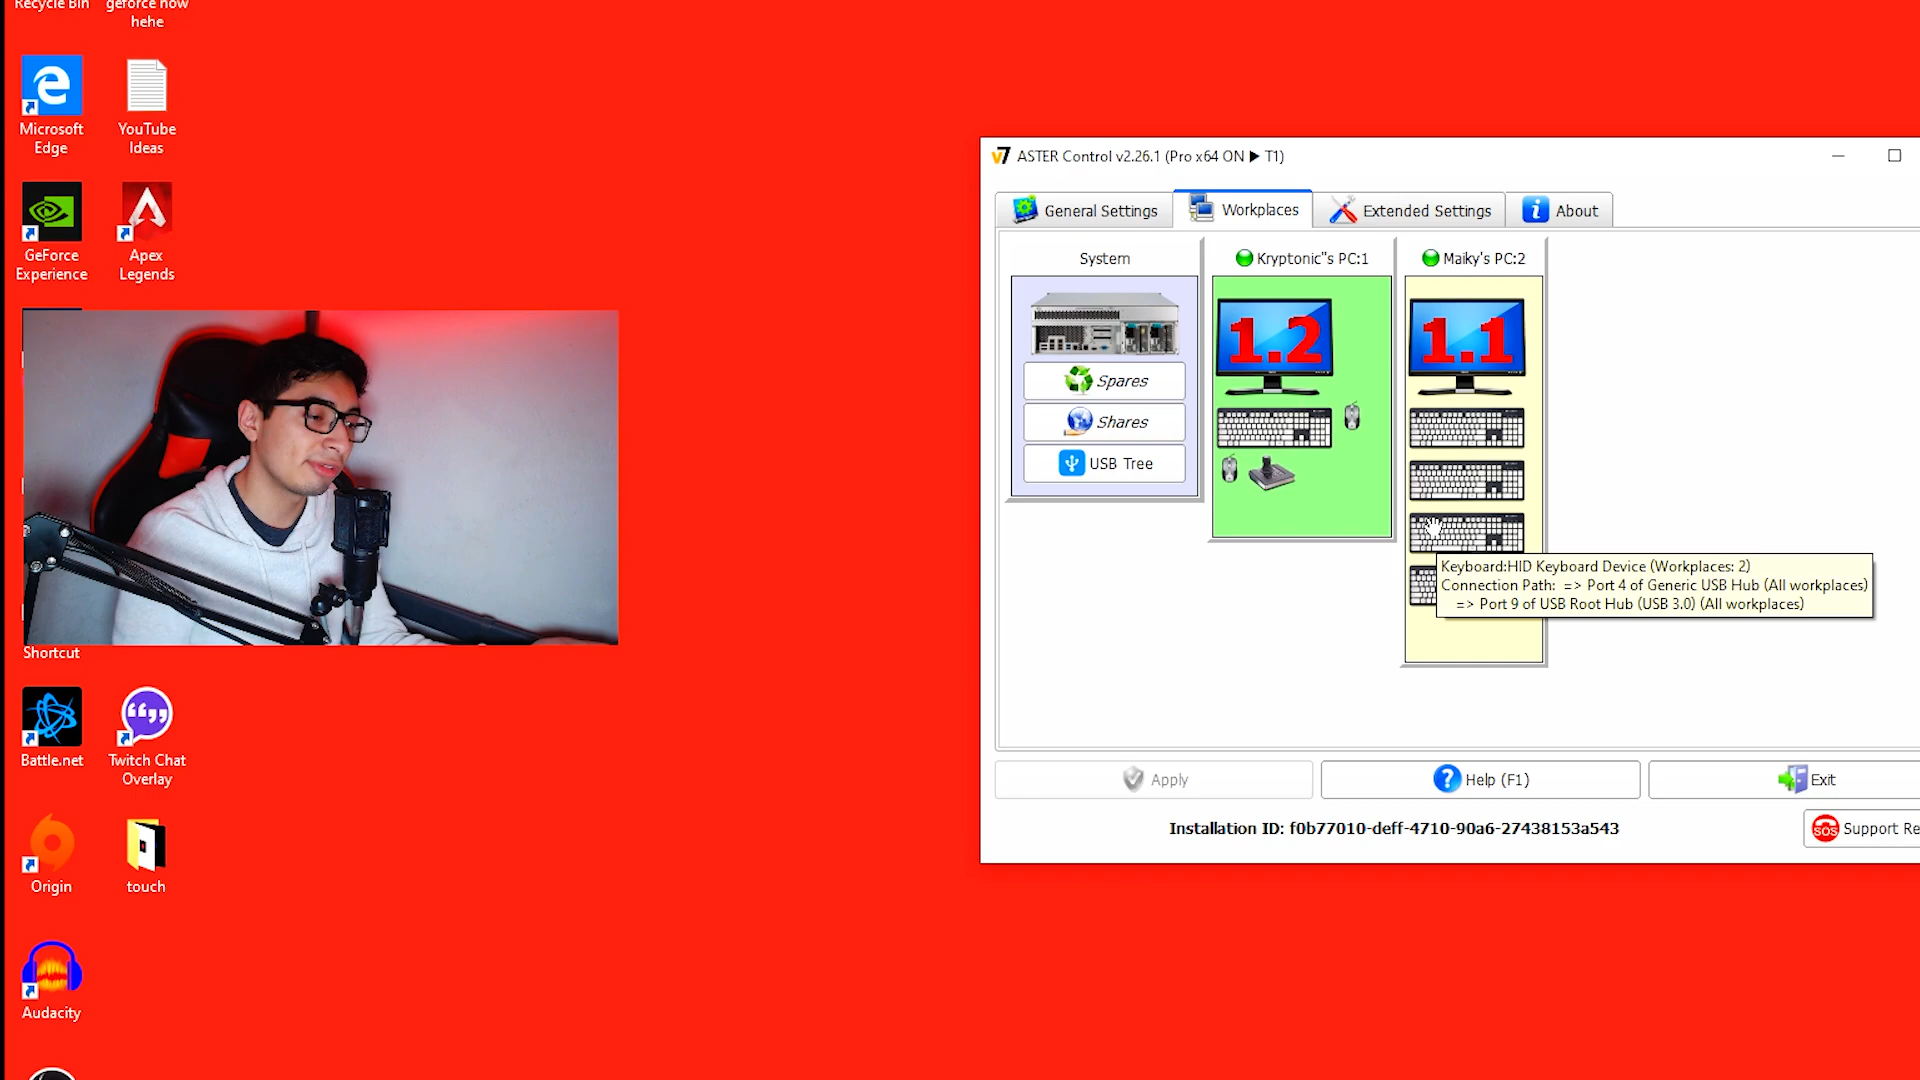 Recycle Bin
geforce now
hehe
Microsoft
Edge
YouTube
Ideas
GeForce
Experience
Apex
Legends
Shortcut
Battle.net
Twitch Chat
Overlay
Origin
touch
Audacity
ASTER Control v2.26.1 (Pro x64 ON ▶ T1)
General Settings
Workplaces
Extended Settings
About
System
Kryptonic"s PC:1
Maiky's PC:2
1.2
1.1
Spares
Shares
USB Tree
Keyboard:HID Keyboard Device (Workplaces: 2)
Connection Path: => Port 4 of Generic USB Hub (All workplaces)
=> Port 9 of USB Root Hub (USB 3.0) (All workplaces)
Apply
Help (F1)
Exit
Installation ID: f0b77010-deff-4710-90a6-27438153a543
SOS
Support Re